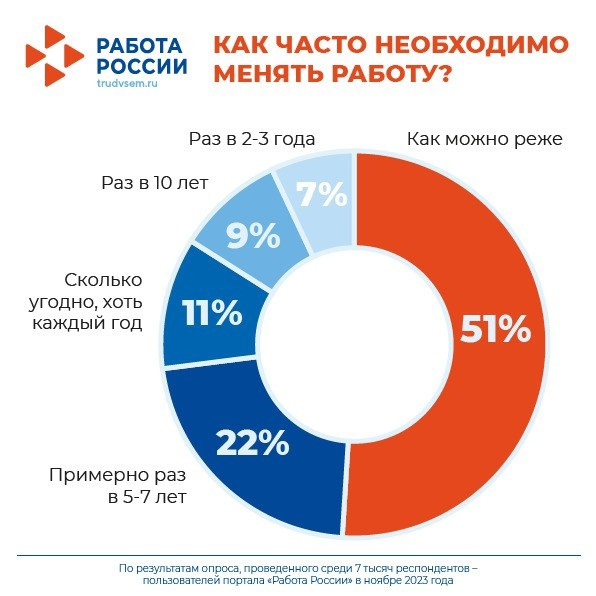 РАБОТА
РОССИИ
trudvsem.ru
КАК ЧАСТО НЕОБХОДИМО
МЕНЯТЬ РАБОТУ?
Раз в 2-3 года
Как можно реже
7%
Раз в 10 лет
9%
Сколько
угодно, хоть
каждый год
11%
51%
22%
Примерно раз
в 5-7 лет
По результатам опроса, проведенного среди 7 тысяч респондентов –
пользователей портала «Работа России» в ноябре 2023 года